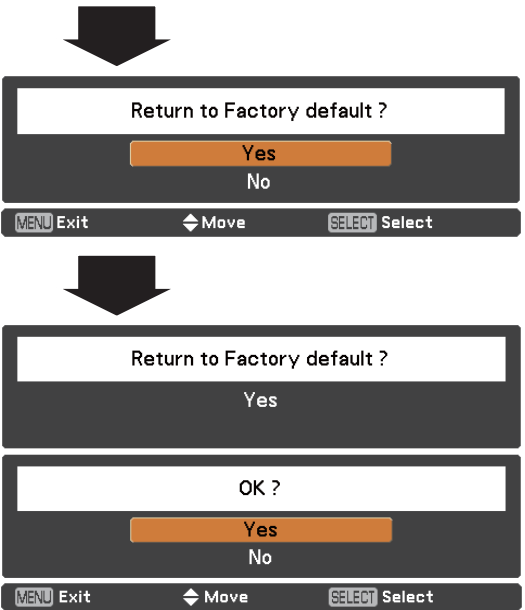 Return to Factory default ?
Yes
No
MENU Exit Move SELECT Select
Return to Factory default ?
Yes
OK ?
Yes
No
MENU Exit Move SELECT Select